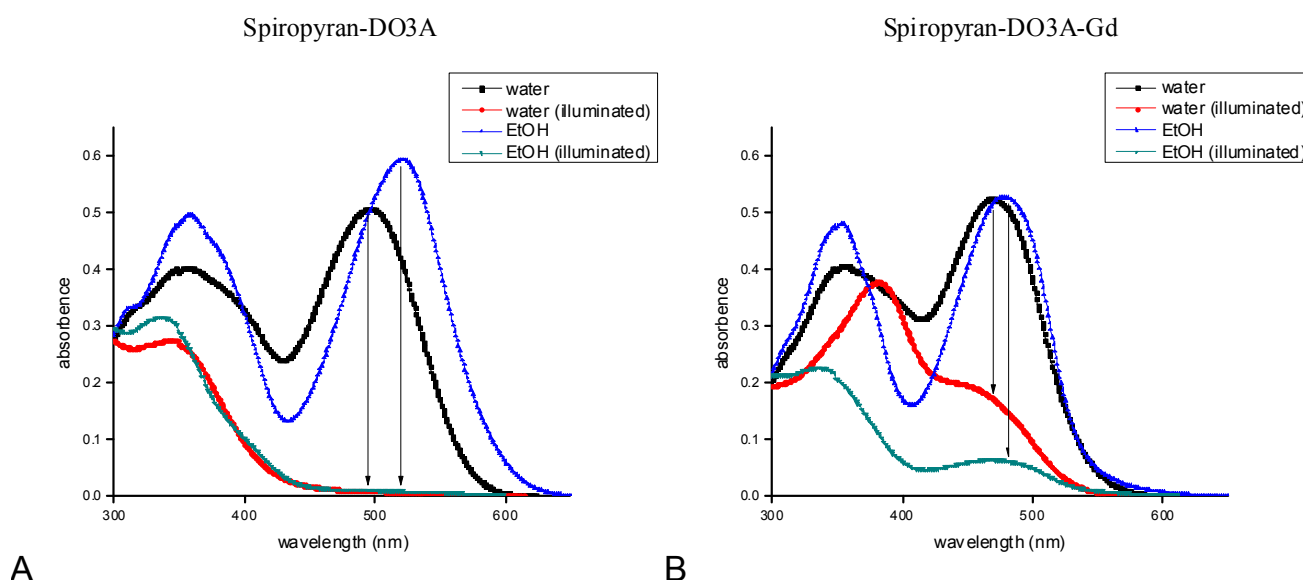 Spiropyran-DO3A
water
water (illuminated)
EtOH
EtOH (illuminated)
0.6
0.5
0.4
0.3
0.2
0.1
0.0
absorbence
300 400 500 600
wavelength (nm)
A
Spiropyran-DO3A-Gd
water
water (illuminated)
EtOH
EtOH (illuminated)
0.6
0.5
0.4
0.3
0.2
0.1
0.0
absorbence
300 400 500 600
wavelength (nm)
B